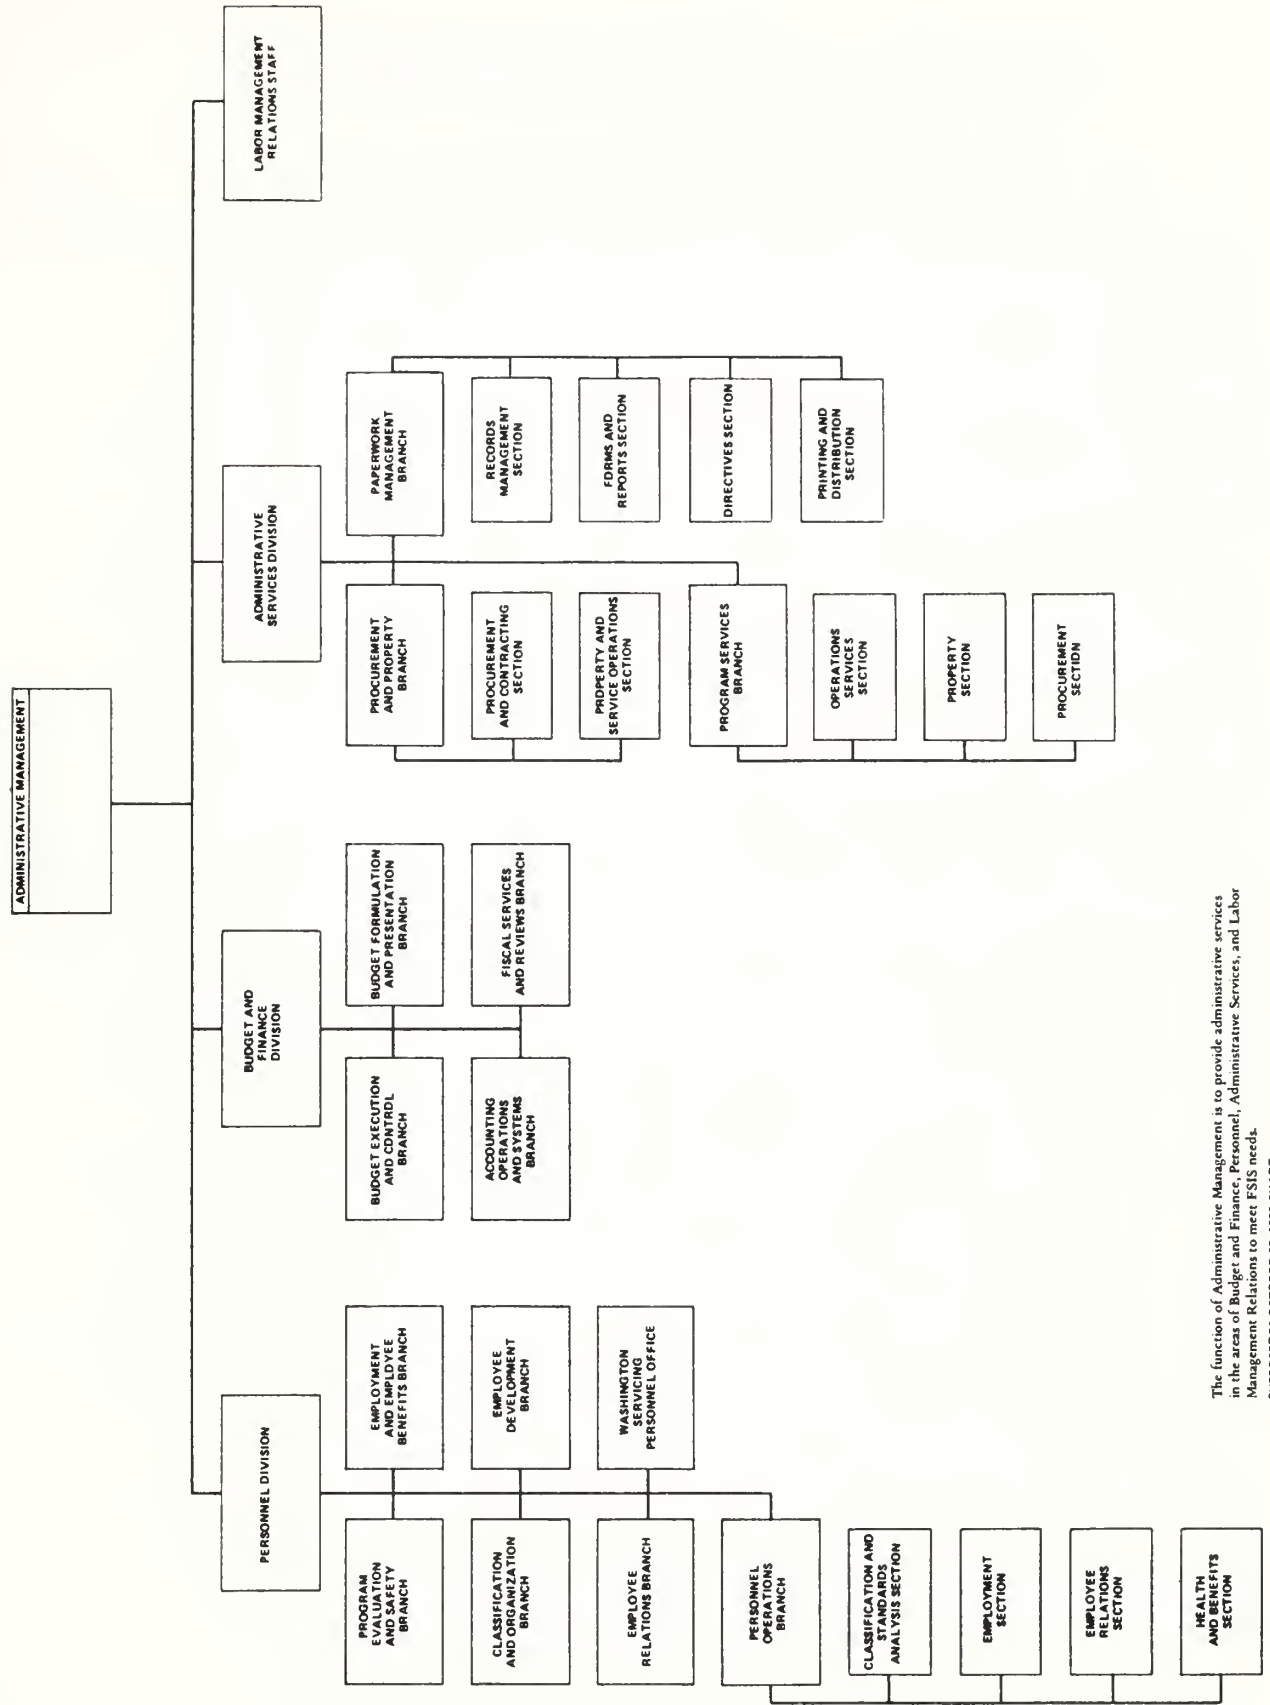 ADMINISTRATIVE MANAGEMENT
PERSONNEL DIVISION
BUDGET AND
FINANCE
DIVISION
ADMINISTRATIVE
SERVICES DIVISION
LABOR MANAGEMENT
RELATIONS STAFF
PROGRAM
EVALUATION
AND SAFETY
BRANCH
EMPLOYMENT
AND EMPLDYEE
BENEFITS BRANCH
CLASSIFICATION
AND ORGANIZATION
BRANCH
EMPLOYEE
DEVELOPMENT
BRANCH
EMPLOYEE
RELATIONS BRANCH
WASHINGTON
SERVICING
PERSONNEL OFFICE
PERSONNEL
OPERATIONS
BRANCH
CLASSIFICATION AND
STANDARDS
ANALYSIS SECTION
EMPLOYMENT
SECTION
EMPLOYEE
RELATIONS
SECTION
HEALTH
AND BENEFITS
SECTION
BUDGET EXECUTION
AND CDNTRDL
BRANCH
BUDGET FORMULATION
AND PRESENTATION
BRANCH
ACCOUNTING
OPERATIONS
AND SYSTEMS
BRANCH
FISCAL SERVICES
AND REVIEWS BRANCH
PROCUREMENT
AND PROPERTY
BRANCH
PROCUREMENT
AND CONTRACTING
SECTION
PRDPERTY AND
SERVICE OPERATIONS
SECTION
PROGRAM SERVICES
BRANCH
OPERATIONS
SERVICES
SECTION
PROPERTY
SECTION
PROCUREMENT
SECTION
PAPERWORK
MANAGEMENT
BRANCH
RECORDS
MANAGEMENT
SECTION
FDRMS AND
REPORTS SECTION
DIRECTIVES SECTION
PRINTING AND
DISTRIBUTION
SECTION
The function of Administrative Management is to provide administrative services
in the areas of Budget and Finance, Personnel, Administrative Services, and Labor
Management Relations to meet FSIS needs.